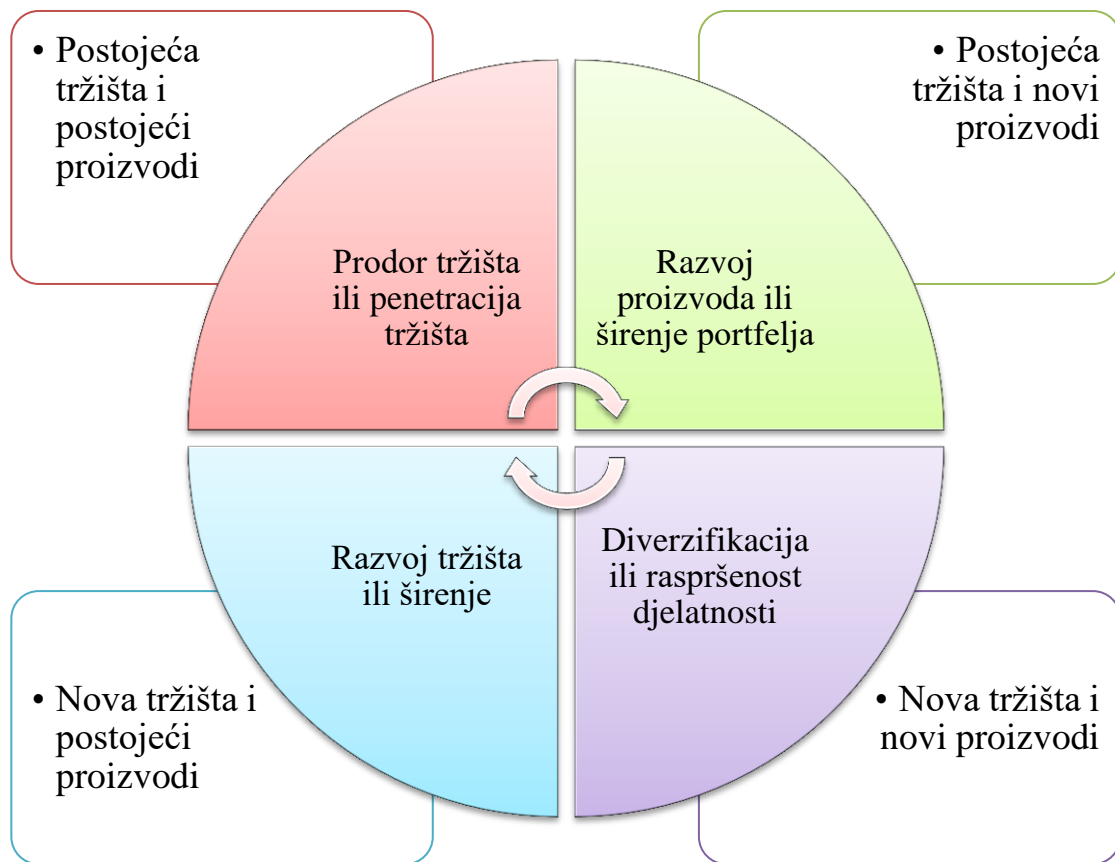 • Postojeća
tržišta i
postojeći
proizvodi
• Postojeća
tržišta i novi
proizvodi
Prodor tržišta
ili penetracija
tržišta
Razvoj
proizvoda ili
širenje portfelja
Razvoj tržišta
ili širenje
Diverzifikacija
ili raspršenost
djelatnosti
• Nova tržišta i
postojeći
proizvodi
• Nova tržišta i
novi proizvodi